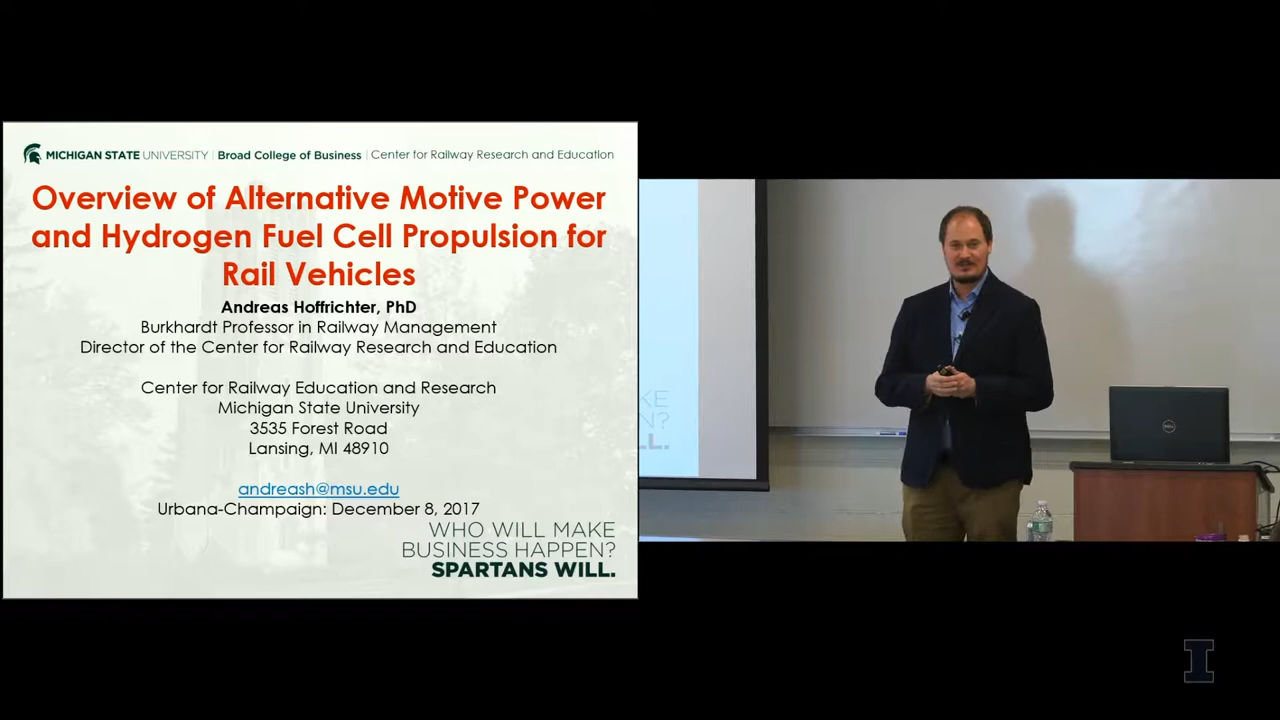 MICHIGAN STATE UNIVERSITY | Broad College of Business | Center for Railway Research and Education
Overview of Alternative Motive Power
and Hydrogen Fuel Cell Propulsion for
Rail Vehicles
Andreas Hoffrichter, PhD
Burkhardt Professor in Railway Management
Director of the Center for Railway Research and Education
Center for Railway Education and Research
Michigan State University
3535 Forest Road
Lansing, MI 48910
andreash@msu.edu
Urbana-Champaign: December 8, 2017
WHO WILL MAKE
BUSINESS HAPPEN?
SPARTANS WILL.
KE
N?
LL.
DELL
I